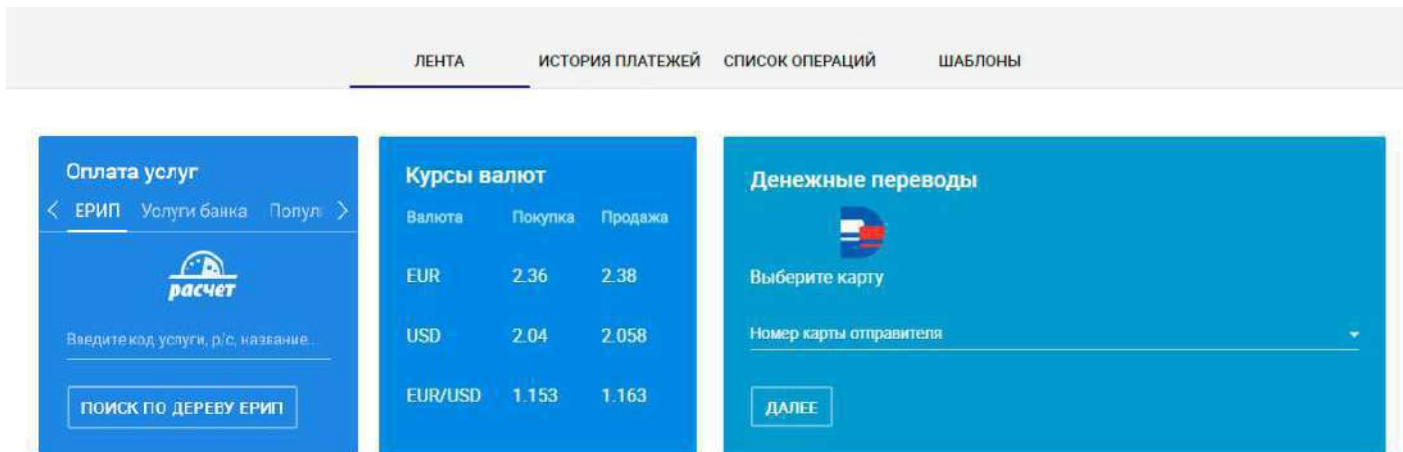 ЛЕНТА ИСТОРИЯ ПЛАТЕЖЕЙ СПИСОК ОПЕРАЦИЙ ШАБЛОНЫ
Оплата услуг
ЕРИП Услуги банка Попул
расчет
Введите код услуги, р/с, название...
ПОИСК ПО ДЕРЕВУ ЕРИП
Курсы валют
Валюта Покупка Продажа
EUR 2.36 2.38
USD 2.04 2.058
EUR/USD 1.153 1.163
Денежные переводы
Выберите карту
Номер карты отправителя
ДАЛЕЕ